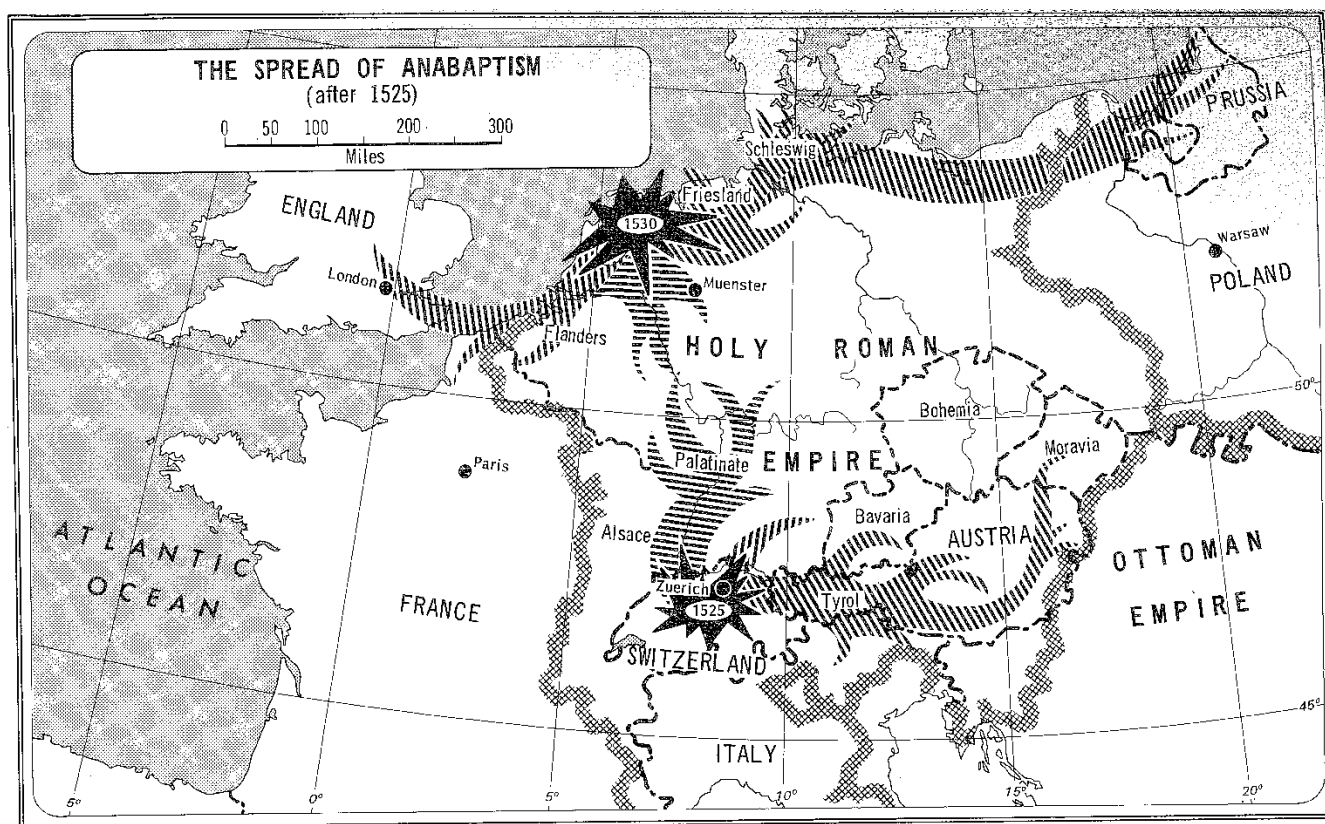 THE SPREAD OF ANABAPTISM
(after 1525)
0 50 100 200 300
Miles
PRUSSIA
Schleswig
Friesland
1530
ENGLAND
London
Muenster
Warsaw
POLAND
Flanders
HOLY ROMAN
50°
Bohemia
Moravia
Paris
Palatinate
EMPIRE
Alsace
Bavaria
AUSTRIA
ATLANTIC
OCEAN
OTTOMAN
EMPIRE
Zuerich
1525
Tyrol
FRANCE
SWITZERLAND
45°
ITALY
5° 0° 5° 10° 15° 20°